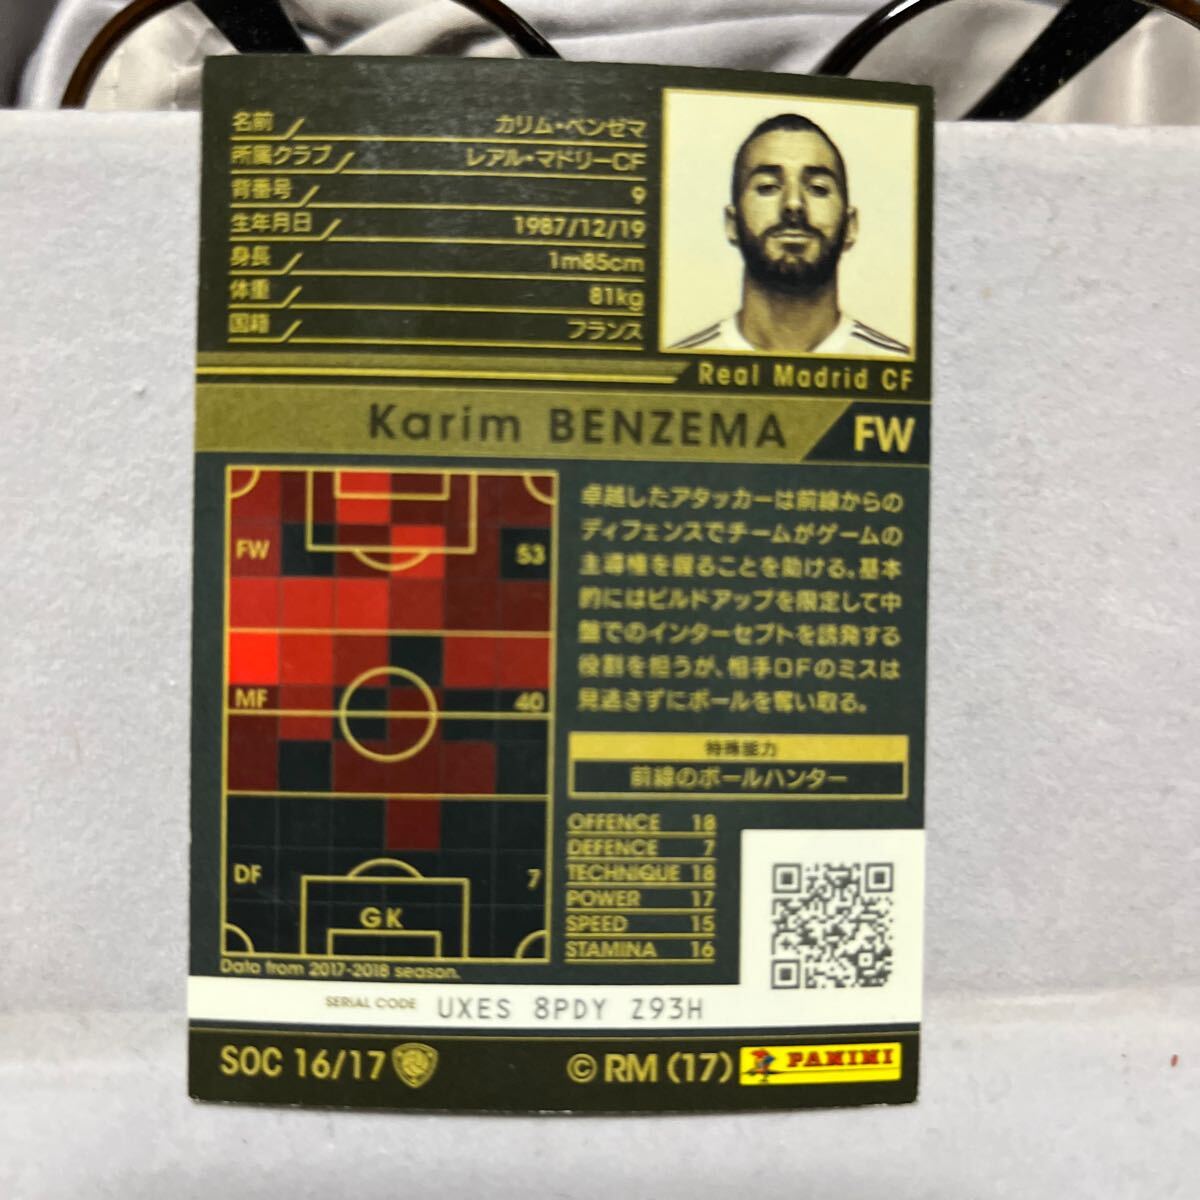 名前 カリム・ベンゼマ
所属クラブ レアル・マドリーCF
背番号 9
生年月日 1987/12/19
身長 1m85cm
体重 81kg
国籍 フランス
Real Madrid CF
Karim BENZEMA FW
FW 53
MF 40
DF 7
GK
Data from 2017-2018 season.
卓越したアタッカーは前線からの
ディフェンスでチームがゲームの
主導権を握ることを助ける。基本
的にはビルドアップを限定して中
盤でのインターセプトを誘発する
役割を担うが、相手DFのミスは
見逃さずにボールを奪い取る。
特殊能力
前線のボールハンター
OFFENCE 18
DEFENCE 7
TECHNIQUE 18
POWER 17
SPEED 15
STAMINA 16
SERIAL CODE UXES 8PDY Z93H
SOC 16/17 © RM (17) PANINI